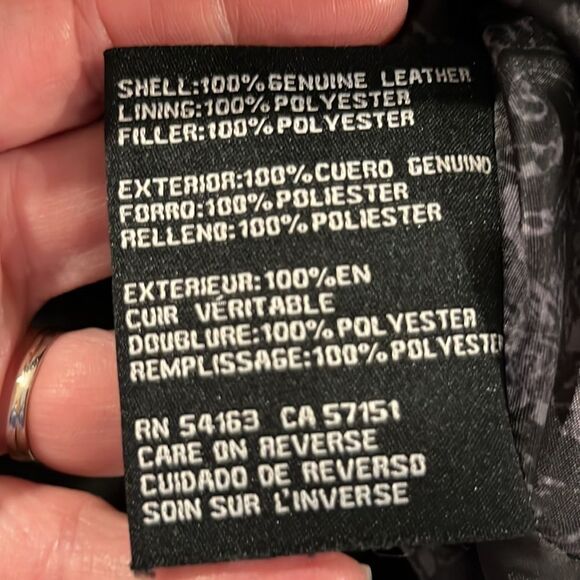 SHELL:100% GENUINE LEATHER
LINING:100% POLYESTER
FILLER:100% POLYESTER
EXTERIOR:100% CUERO GENUINO
FORRO:100% POLIESTER
RELLENO:100% POLIESTER
EXTERIEUR:100% EN
CUIR VÉRITABLE
DOUBLURE:100% POLYESTER
REMPLISSAGE:100% POLYESTER
RN 54163 CA 57151
CARE ON REVERSE
CUIDADO DE REVERSO
SOIN SUR L'INVERSE